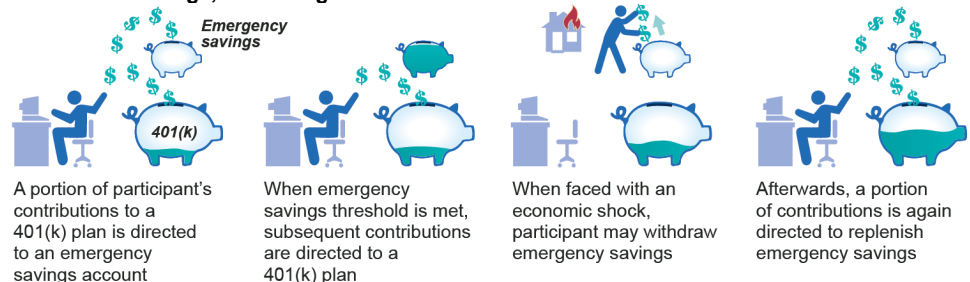 Emergency
savings
401(k)
A portion of participant's
contributions to a
401(k) plan is directed
to an emergency
savings account
When emergency
savings threshold is met,
subsequent contributions
are directed to a
401(k) plan
When faced with an
economic shock,
participant may withdraw
emergency savings
Afterwards, a portion
of contributions is again
directed to replenish
emergency savings